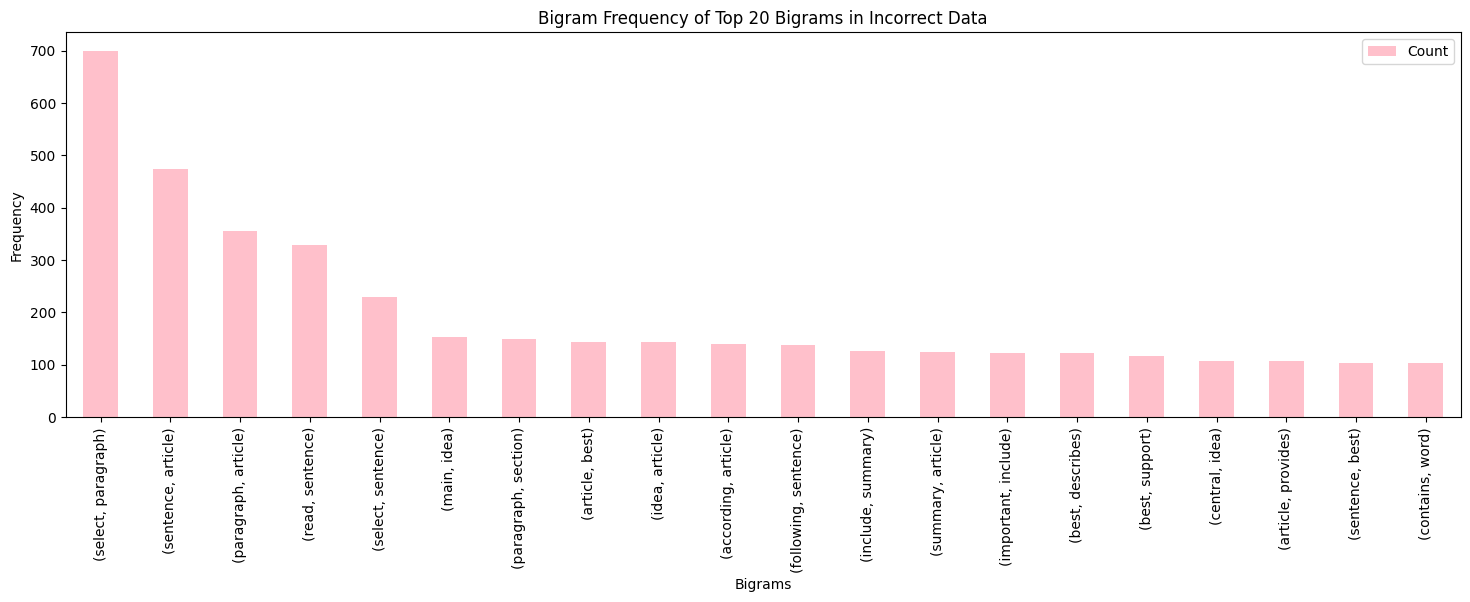 Bigram Frequency of Top 20 Bigrams in Incorrect Data
Count
Frequency
700
600
500
400
300
200
100
0
(select, paragraph)
(sentence, article)
(paragraph, article)
(read, sentence)
(select, sentence)
(main, idea)
(paragraph, section)
(article, best)
(idea, article)
(according, article)
(following, sentence)
(include, summary)
(summary, article)
(important, include)
(best, describes)
(best, support)
(central, idea)
(article, provides)
(sentence, best)
(contains, word)
Bigrams